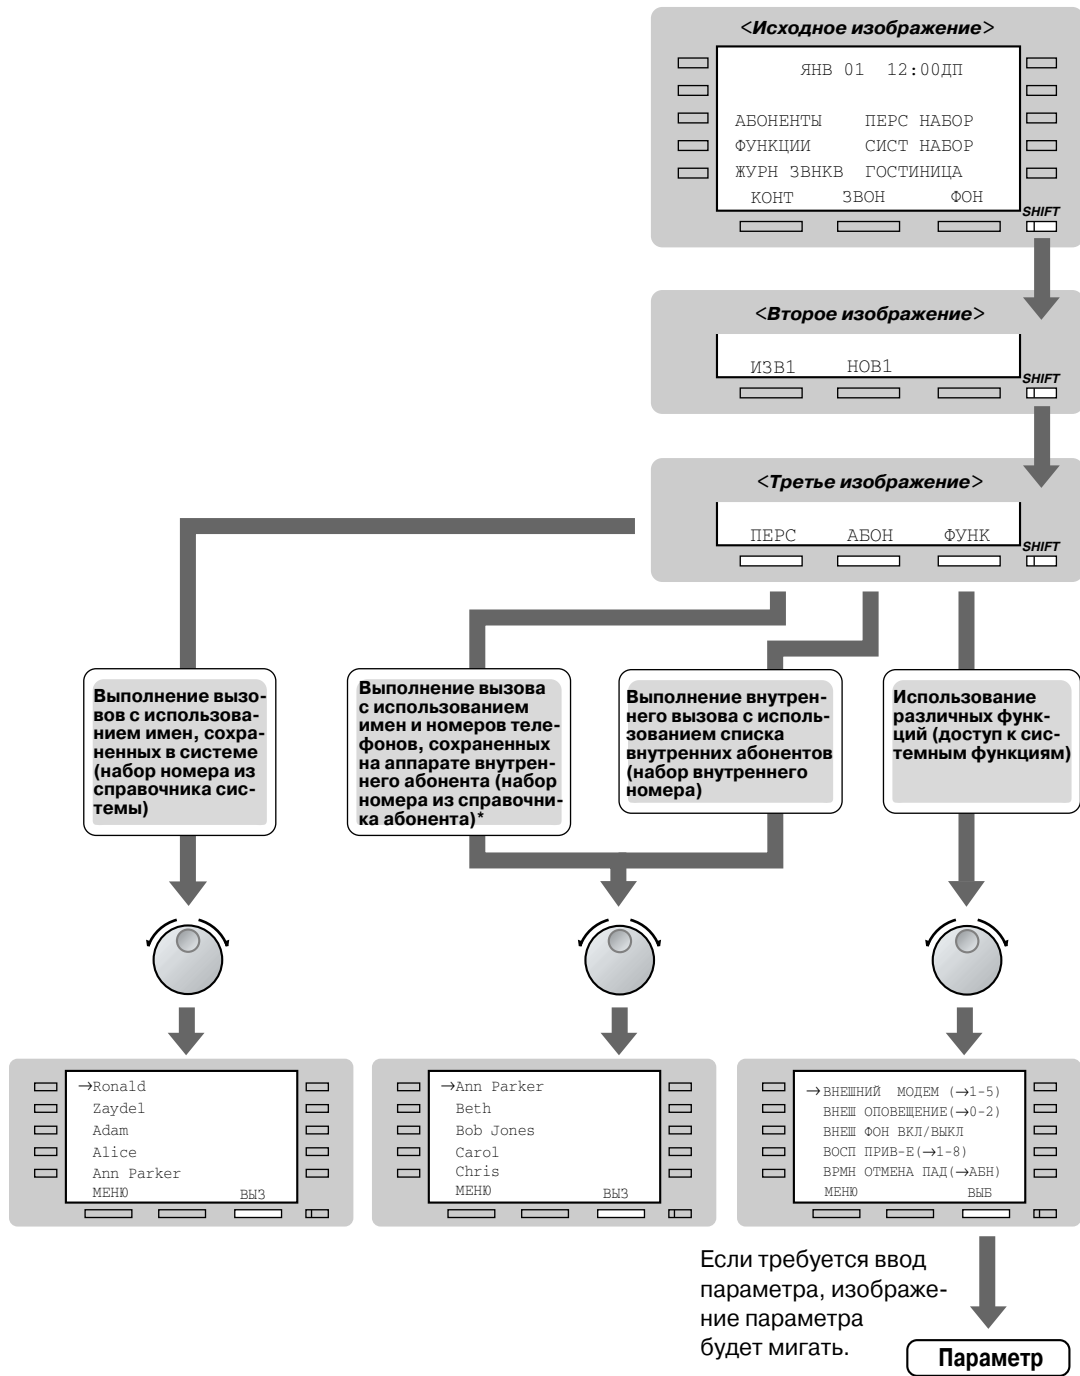 <Исходное изображение>
ЯНВ 01 12:00ДП
АБОНЕНТЫ ПЕРС НАБОР
ФУНКЦИИ СИСТ НАБОР
ЖУРН ЗВНКВ ГОСТИНИЦА
КОНТ ЗВОН ФОН
SHIFT
<Второе изображение>
ИЗВ1 НОВ1
SHIFT
<Третье изображение>
ПЕРС АБОН ФУНК
SHIFT
Выполнение вызо-
вов с использова-
нием имен, сохра-
ненных в системе
(набор номера из
справочника сис-
темы)
Выполнение вызова
с использованием
имен и номеров теле-
фонов, сохраненных
на аппарате внутрен-
него абонента (набор
номера из справочни-
ка абонента)*
Выполнение внутрен-
него вызова с исполь-
зованием списка
внутренних абонентов
(набор внутреннего
номера)
Использование
различных функ-
ций (доступ к сис-
темным функциям)
→Ronald
Zaydel
Adam
Alice
Ann Parker
МЕНЮ ВЫЗ
→Ann Parker
Beth
Bob Jones
Carol
Chris
МЕНЮ ВЫЗ
→ВНЕШНИЙ МОДЕМ (→1-5)
ВНЕШ ОПОВЕЩЕНИЕ(→0-2)
ВНЕШ ФОН ВКЛ/ВЫКЛ
ВОСП ПРИВ-Е(→1-8)
ВРМН ОТМЕНА ПАД(→АБН)
МЕНЮ ВЫБ
Если требуется ввод
параметра, изображе-
ние параметра
будет мигать.
Параметр